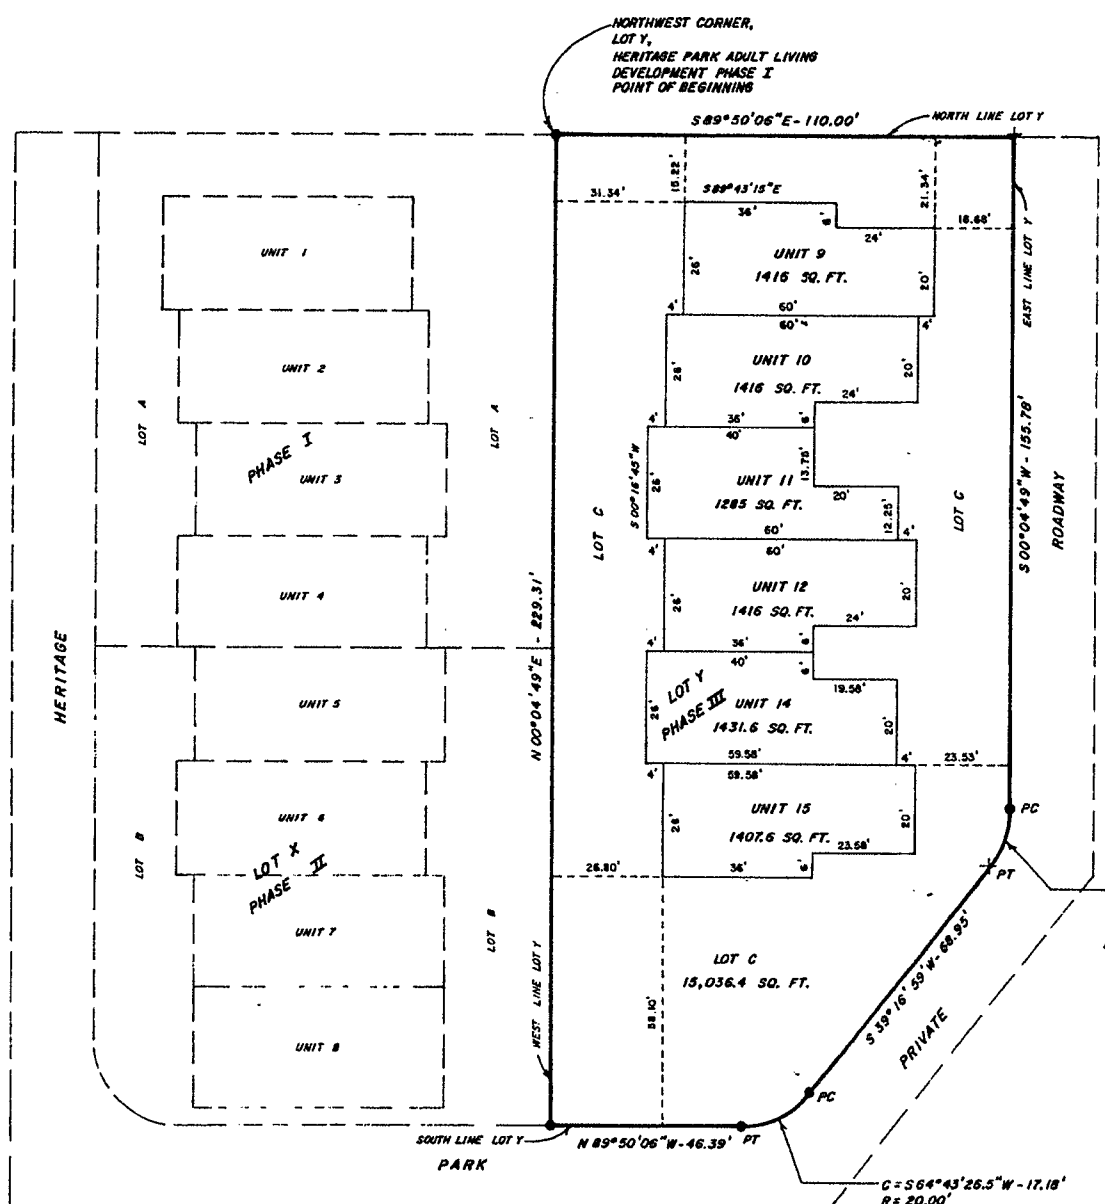 NORTHWEST CORNER,
LOT Y,
HERITAGE PARK ADULT LIVING
DEVELOPMENT PHASE I
POINT OF BEGINNING
S 89°50'06"E - 110.00'
NORTH LINE LOT Y
31.34'
15.22'
S89°43'15"E
21.34'
18.68'
36'
6'
24'
UNIT 9
1416 SQ. FT.
26'
20'
4'
60'
60'
4'
EAST LINE LOT Y
UNIT 10
1416 SQ. FT.
26'
20'
24'
4'
36'
6'
40'
S 00°16'45"W
26'
13.75'
UNIT 11
1285 SQ. FT.
20'
12.25'
60'
4'
4'
60'
UNIT 12
1416 SQ. FT.
26'
20'
24'
4'
36'
6'
40'
6'
LOT Y
PHASE III
19.58'
UNIT 14
1431.6 SQ. FT.
26'
20'
59.58'
4'
23.53'
4'
59.58'
UNIT 15
1407.6 SQ. FT.
26'
20'
23.58'
26.80'
36'
6'
LOT C
LOT C
S 00°04'49"W - 155.78'
ROADWAY
N 00°04'49"E - 229.31'
UNIT 1
UNIT 2
LOT A
LOT A
PHASE I
UNIT 3
UNIT 4
HERITAGE
UNIT 5
UNIT 6
LOT B
LOT X
PHASE II
UNIT 7
LOT B
UNIT 8
PC
PT
LOT C
15,036.4 SQ. FT.
58.10'
S 39°16'59"W - 68.95'
PRIVATE
WEST LINE LOT Y
PC
SOUTH LINE LOT Y
N 89°50'06"W - 46.39'
PT
PARK
C = S64°43'26.5"W - 17.18'
R = 20.00'